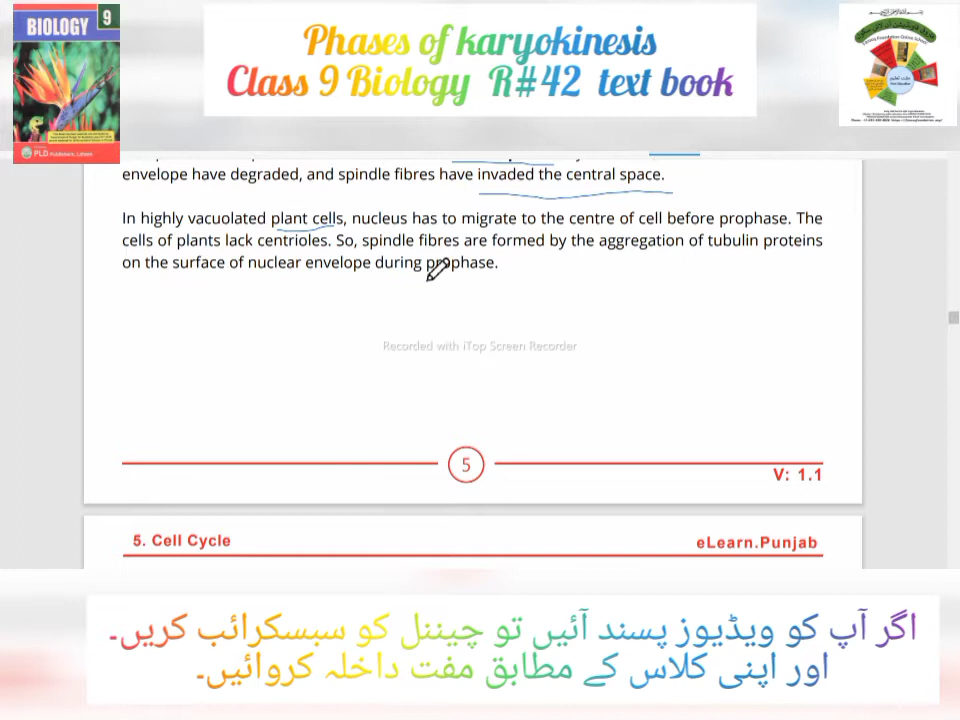 BIOLOGY 9
PLD Publishers, Lahore
Phases of karyokinesis
Class 9 Biology R#42 text book
envelope have degraded, and spindle fibres have invaded the central space.
In highly vacuolated plant cells, nucleus has to migrate to the centre of cell before prophase. The
cells of plants lack centrioles. So, spindle fibres are formed by the aggregation of tubulin proteins
on the surface of nuclear envelope during prophase.
Recorded with iTop Screen Recorder
5
V: 1.1
5. Cell Cycle
eLearn.Punjab
اگر آپ کو ویڈیوز پسند آئیں تو چیننل کو سبسکرائب کریں۔
اور اپنی کلاس کے مطابق مفت داخلہ کروائیں۔